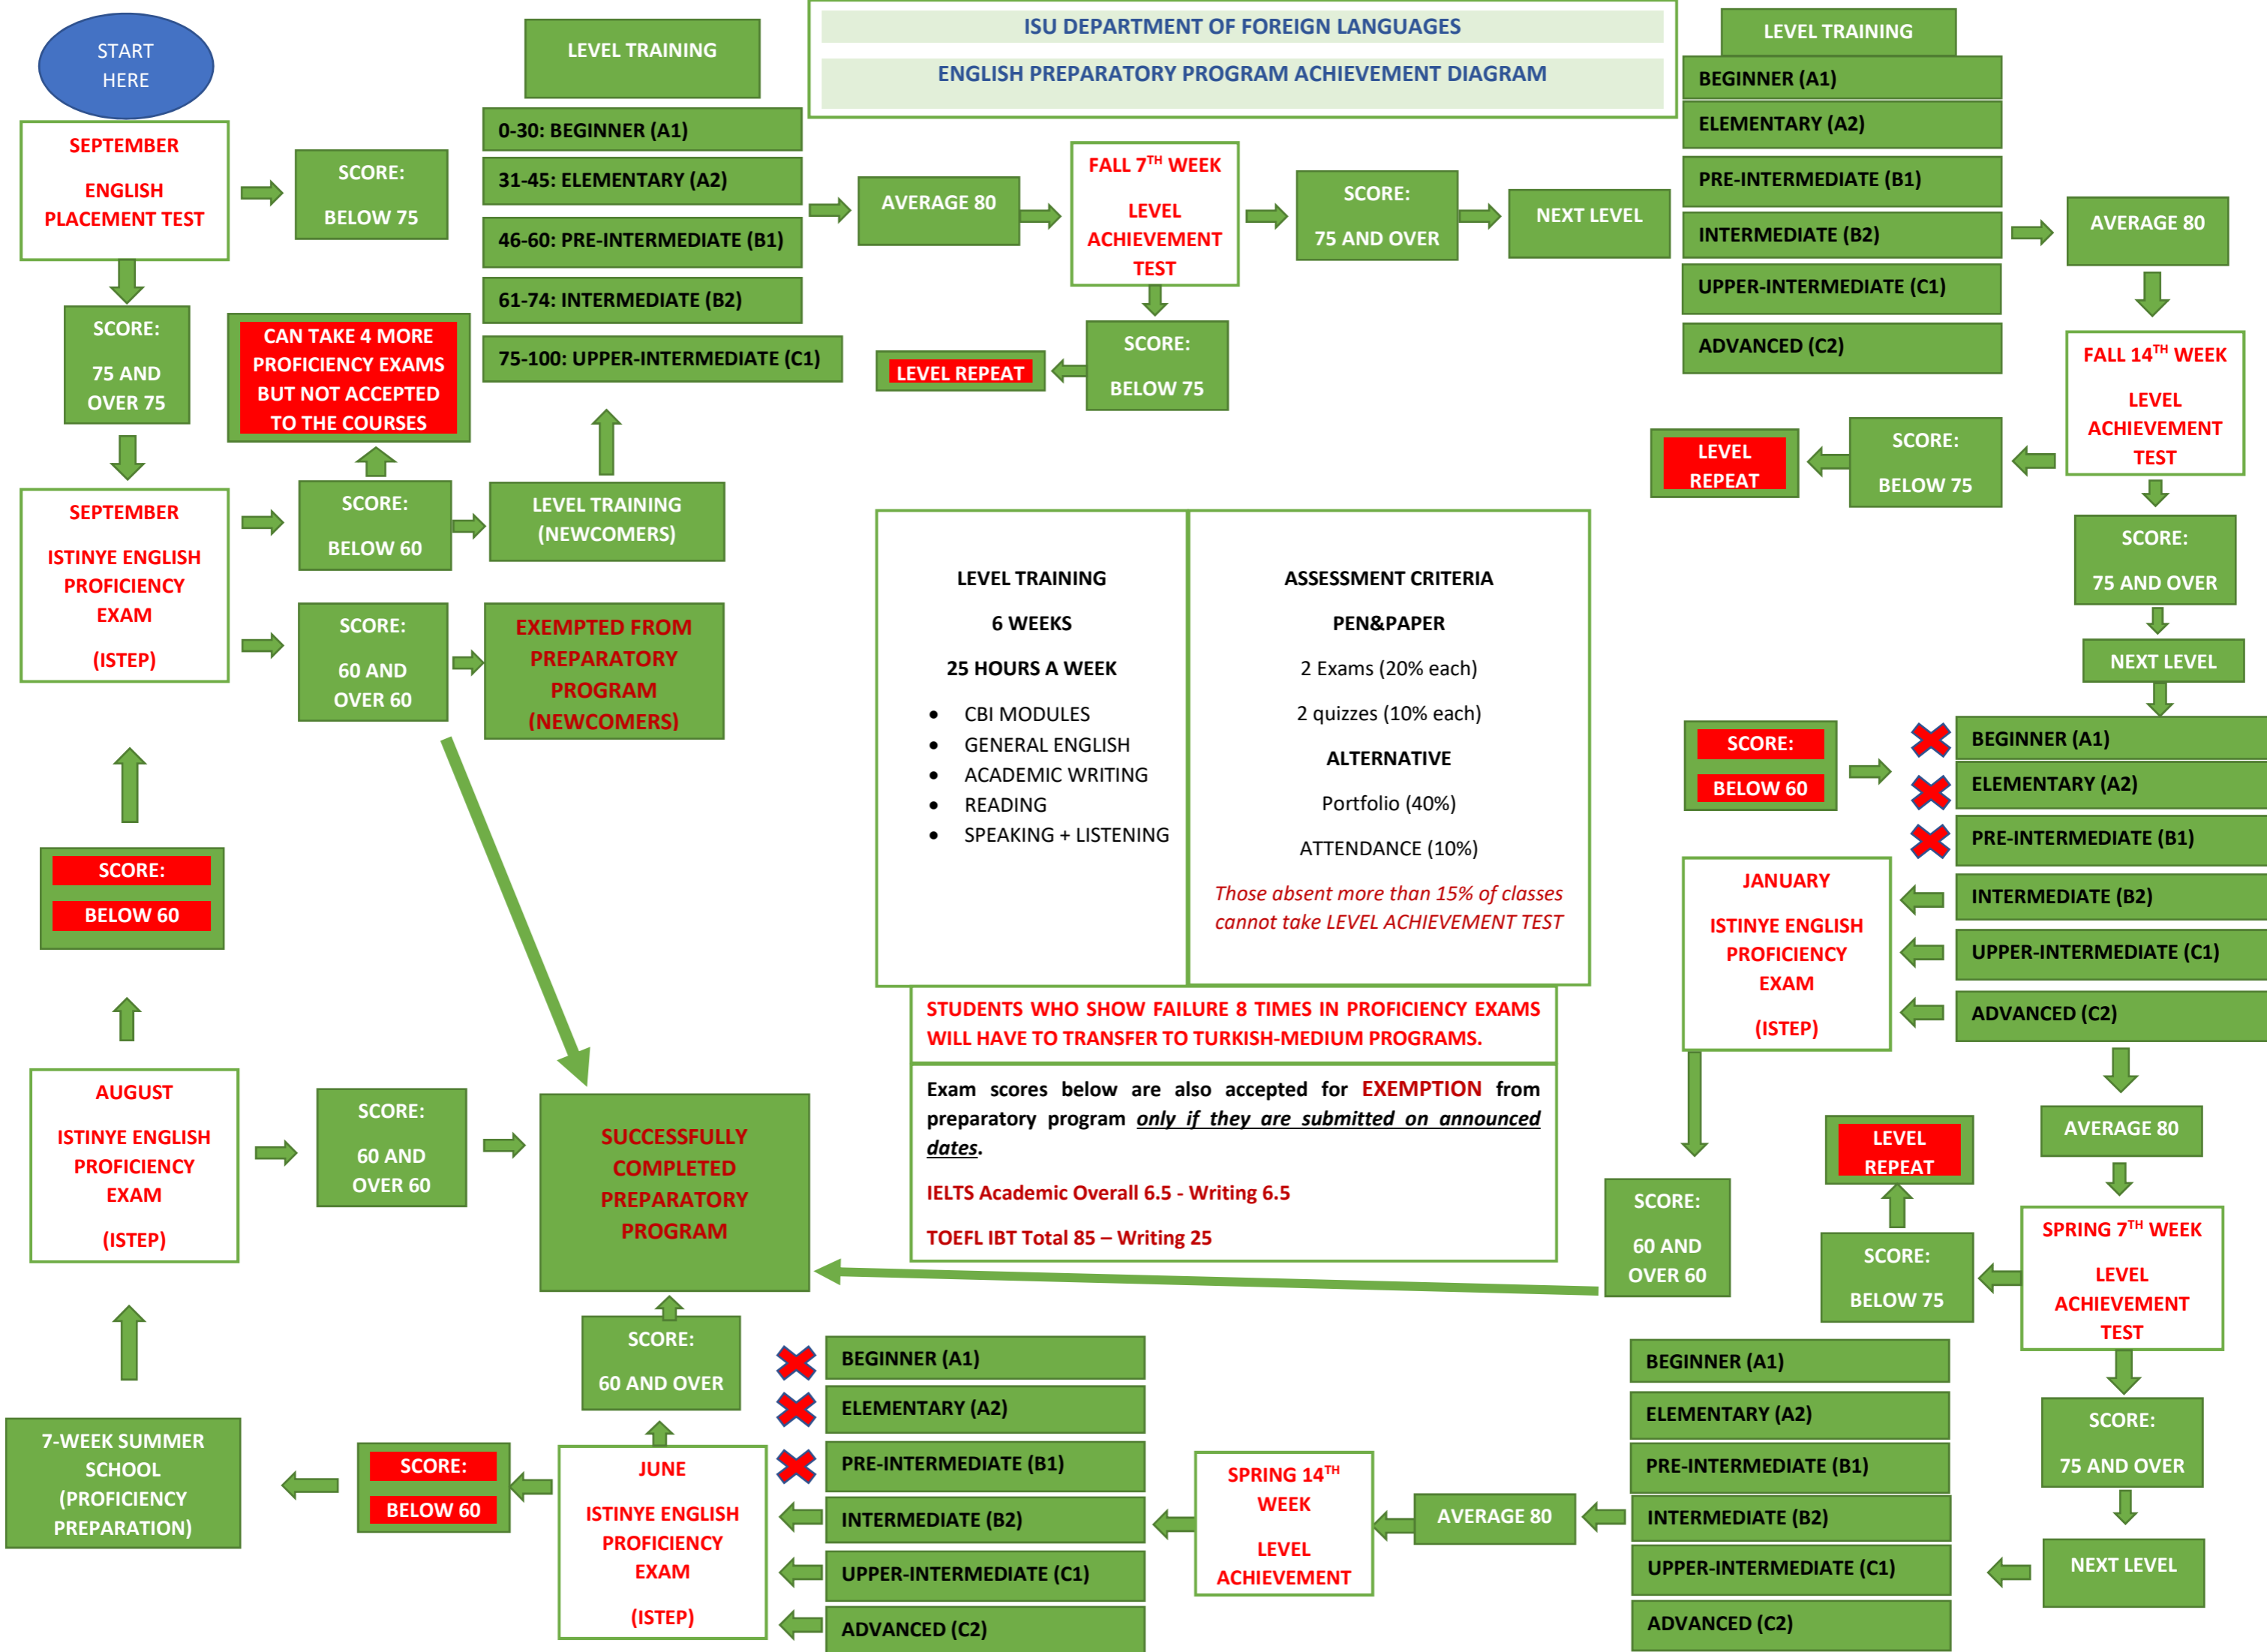 ISU DEPARTMENT OF FOREIGN LANGUAGES
ENGLISH PREPARATORY PROGRAM ACHIEVEMENT DIAGRAM
START
HERE
SEPTEMBER
ENGLISH
PLACEMENT TEST
SCORE:
BELOW 75
LEVEL TRAINING
0-30: BEGINNER (A1)
31-45: ELEMENTARY (A2)
46-60: PRE-INTERMEDIATE (B1)
61-74: INTERMEDIATE (B2)
75-100: UPPER-INTERMEDIATE (C1)
AVERAGE 80
FALL 7TH WEEK
LEVEL
ACHIEVEMENT
TEST
SCORE:
75 AND OVER
NEXT LEVEL
SCORE:
BELOW 75
LEVEL REPEAT
LEVEL TRAINING
BEGINNER (A1)
ELEMENTARY (A2)
PRE-INTERMEDIATE (B1)
INTERMEDIATE (B2)
UPPER-INTERMEDIATE (C1)
ADVANCED (C2)
AVERAGE 80
FALL 14TH WEEK
LEVEL
ACHIEVEMENT
TEST
SCORE:
BELOW 75
LEVEL
REPEAT
SCORE:
75 AND OVER
NEXT LEVEL
SCORE:
75 AND
OVER 75
CAN TAKE 4 MORE
PROFICIENCY EXAMS
BUT NOT ACCEPTED
TO THE COURSES
SEPTEMBER
ISTINYE ENGLISH
PROFICIENCY
EXAM
(ISTEP)
SCORE:
BELOW 60
LEVEL TRAINING
(NEWCOMERS)
SCORE:
60 AND
OVER 60
EXEMPTED FROM
PREPARATORY
PROGRAM
(NEWCOMERS)
LEVEL TRAINING
6 WEEKS
25 HOURS A WEEK
• CBI MODULES
• GENERAL ENGLISH
• ACADEMIC WRITING
• READING
• SPEAKING + LISTENING
ASSESSMENT CRITERIA
PEN&PAPER
2 Exams (20% each)
2 quizzes (10% each)
ALTERNATIVE
Portfolio (40%)
ATTENDANCE (10%)
Those absent more than 15% of classes
cannot take LEVEL ACHIEVEMENT TEST
STUDENTS WHO SHOW FAILURE 8 TIMES IN PROFICIENCY EXAMS
WILL HAVE TO TRANSFER TO TURKISH-MEDIUM PROGRAMS.
Exam scores below are also accepted for EXEMPTION from
preparatory program only if they are submitted on announced
dates.
IELTS Academic Overall 6.5 - Writing 6.5
TOEFL IBT Total 85 – Writing 25
SCORE:
BELOW 60
BEGINNER (A1)
ELEMENTARY (A2)
PRE-INTERMEDIATE (B1)
INTERMEDIATE (B2)
UPPER-INTERMEDIATE (C1)
ADVANCED (C2)
JANUARY
ISTINYE ENGLISH
PROFICIENCY
EXAM
(ISTEP)
SCORE:
60 AND
OVER 60
AVERAGE 80
SPRING 7TH WEEK
LEVEL
ACHIEVEMENT
TEST
LEVEL
REPEAT
SCORE:
BELOW 75
SCORE:
75 AND OVER
NEXT LEVEL
BEGINNER (A1)
ELEMENTARY (A2)
PRE-INTERMEDIATE (B1)
INTERMEDIATE (B2)
UPPER-INTERMEDIATE (C1)
ADVANCED (C2)
AVERAGE 80
SPRING 14TH
WEEK
LEVEL
ACHIEVEMENT
BEGINNER (A1)
ELEMENTARY (A2)
PRE-INTERMEDIATE (B1)
INTERMEDIATE (B2)
UPPER-INTERMEDIATE (C1)
ADVANCED (C2)
JUNE
ISTINYE ENGLISH
PROFICIENCY
EXAM
(ISTEP)
SCORE:
60 AND OVER
SUCCESSFULLY
COMPLETED
PREPARATORY
PROGRAM
SCORE:
BELOW 60
7-WEEK SUMMER
SCHOOL
(PROFICIENCY
PREPARATION)
AUGUST
ISTINYE ENGLISH
PROFICIENCY
EXAM
(ISTEP)
SCORE:
60 AND
OVER 60
SCORE:
BELOW 60